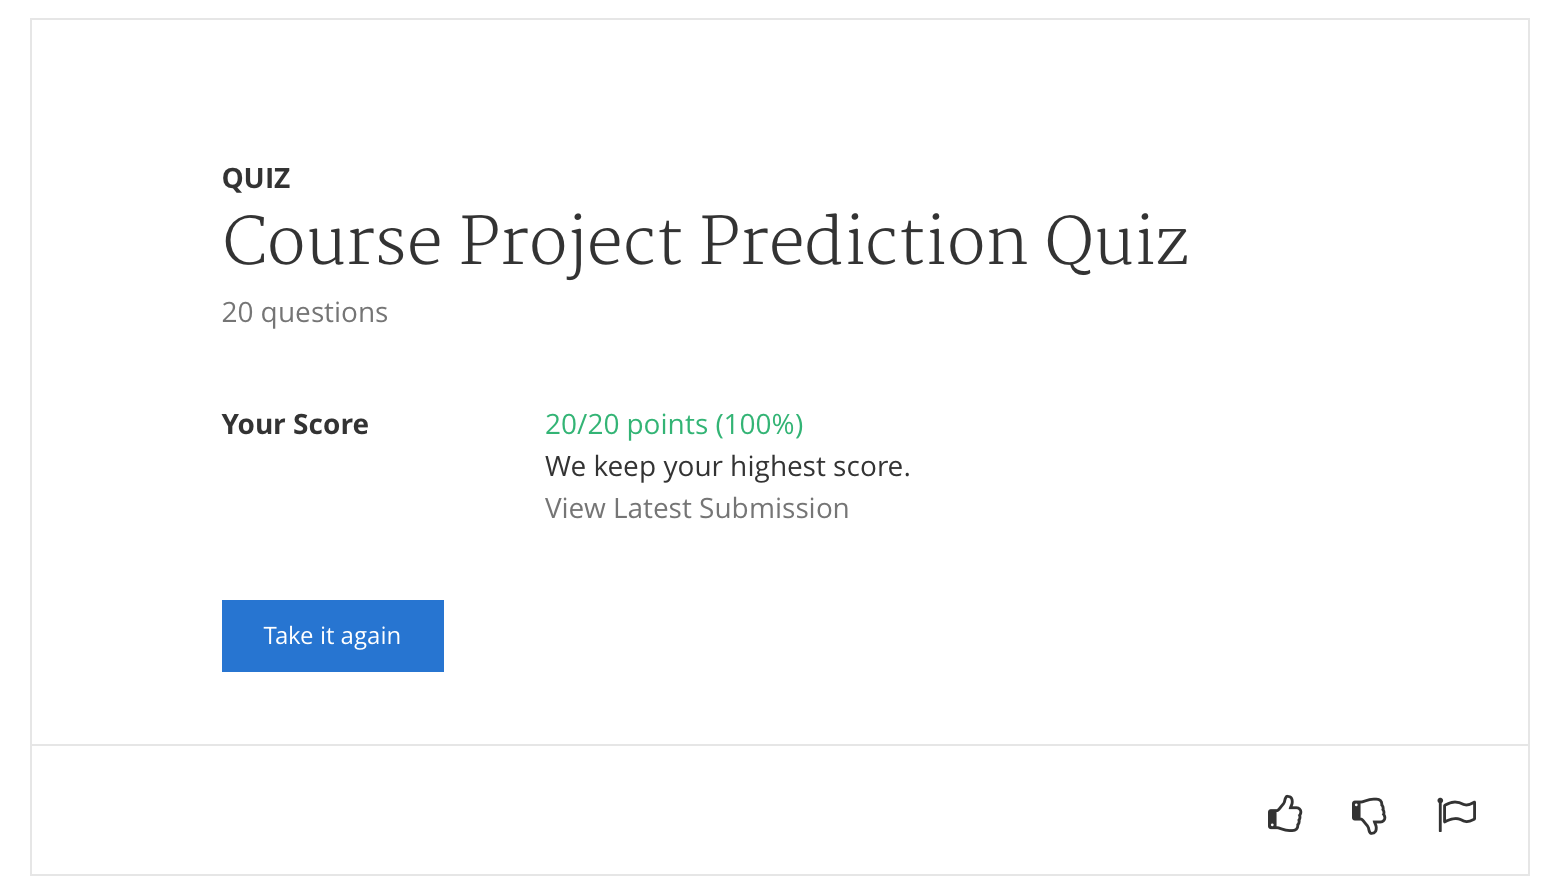 QUIZ
Course Project Prediction Quiz
20 questions
Your Score
20/20 points (100%)
We keep your highest score.
View Latest Submission
Take it again